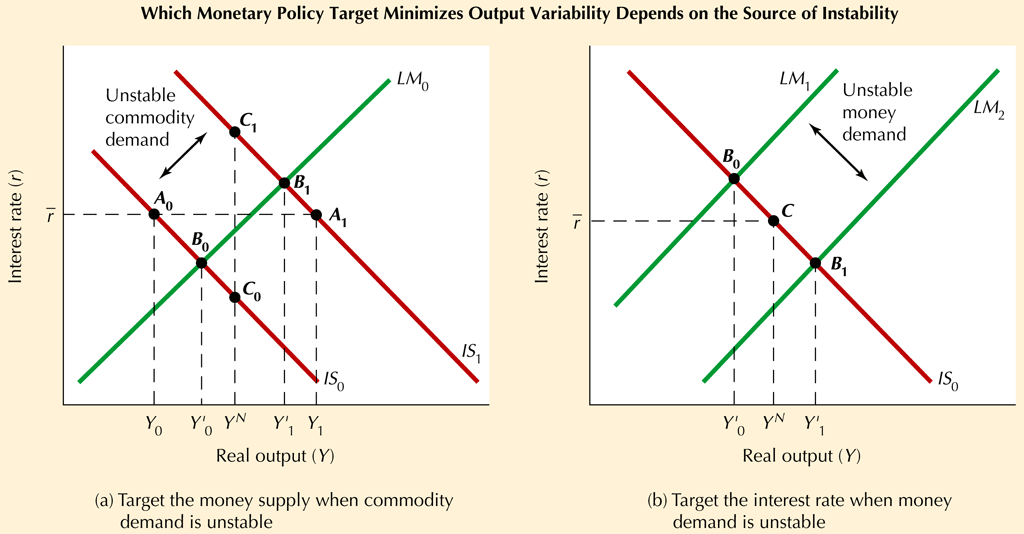 Which Monetary Policy Target Minimizes Output Variability Depends on the Source of Instability
Interest rate (r)
r̅
Unstable
commodity
demand
LM₀
C₁
B₁
A₀
A₁
B₀
C₀
IS₁
IS₀
Y₀
Y′₀
Yᴺ
Y′₁
Y₁
Real output (Y)
(a) Target the money supply when commodity
demand is unstable
Interest rate (r)
r̅
LM₁
Unstable
money
demand
LM₂
B₀
C
B₁
IS₀
Y′₀
Yᴺ
Y′₁
Real output (Y)
(b) Target the interest rate when money
demand is unstable